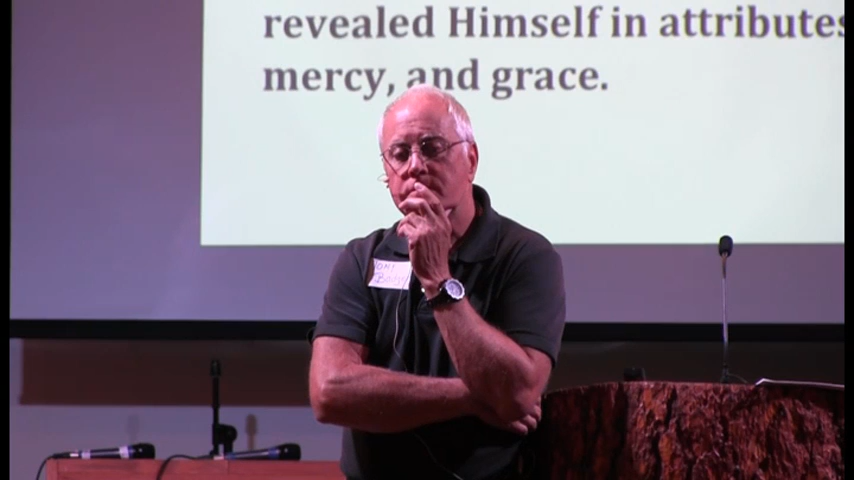 revealed Himself in attributes
mercy, and grace.